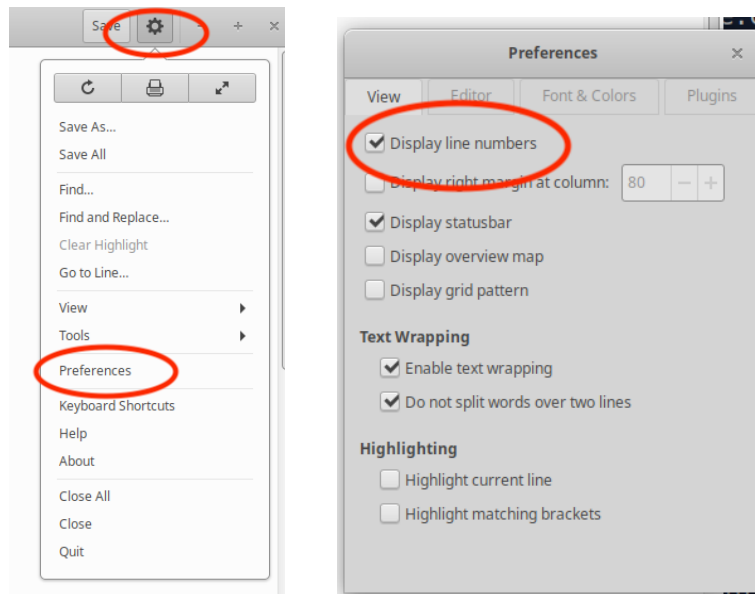 Save
Save As...
Save All
Find...
Find and Replace...
Clear Highlight
Go to Line...
View
Tools
Preferences
Keyboard Shortcuts
Help
About
Close All
Close
Quit
Preferences
View Editor Font & Colors Plugins
Display line numbers
Display right margin at column: 80
Display statusbar
Display overview map
Display grid pattern
Text Wrapping
Enable text wrapping
Do not split words over two lines
Highlighting
Highlight current line
Highlight matching brackets